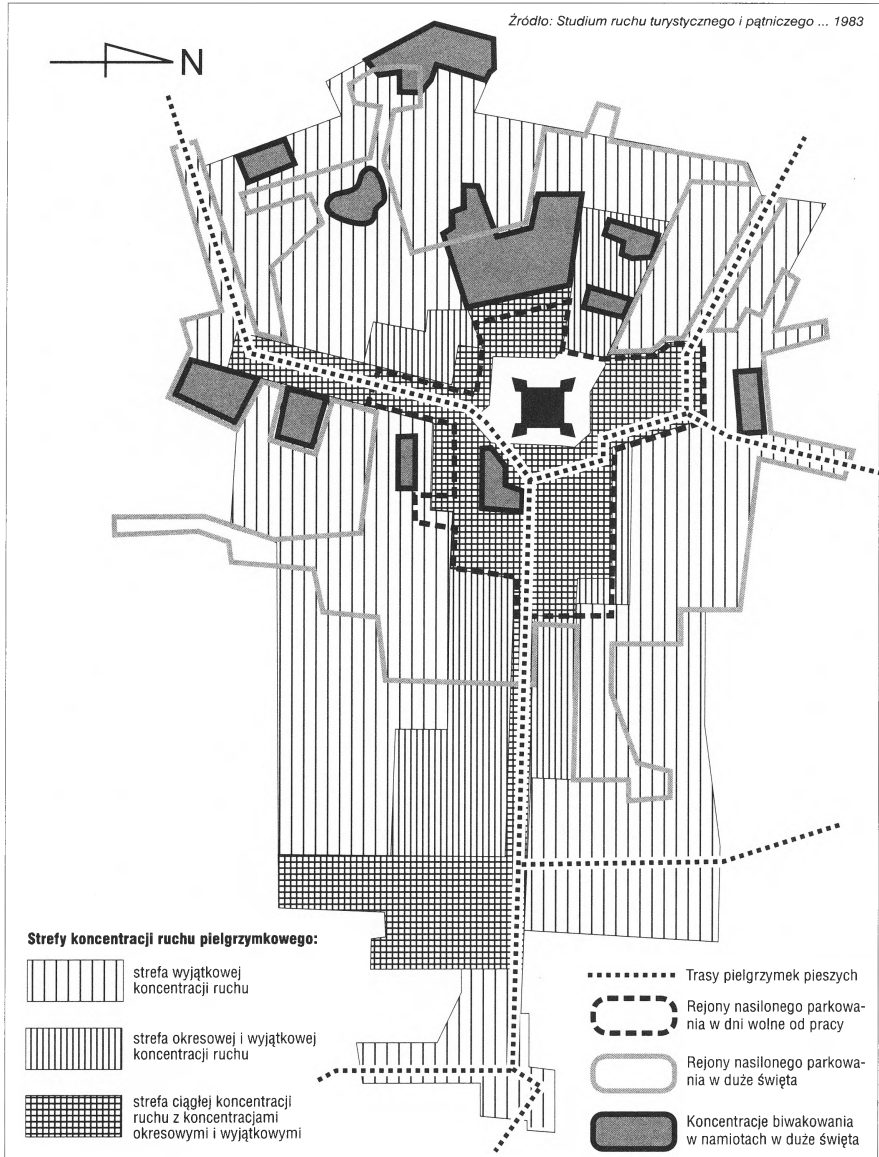 Źródło: Studium ruchu turystycznego i pątniczego ... 1983
N
Strefy koncentracji ruchu pielgrzymkowego:
strefa wyjątkowej
koncentracji ruchu
strefa okresowej i wyjątkowej
koncentracji ruchu
strefa ciągłej koncentracji
ruchu z koncentracjami
okresowymi i wyjątkowymi
Trasy pielgrzymek pieszych
Rejony nasilonego parkowa-
nia w dni wolne od pracy
Rejony nasilonego parkowa-
nia w duże święta
Koncentracje biwakowania
w namiotach w duże święta